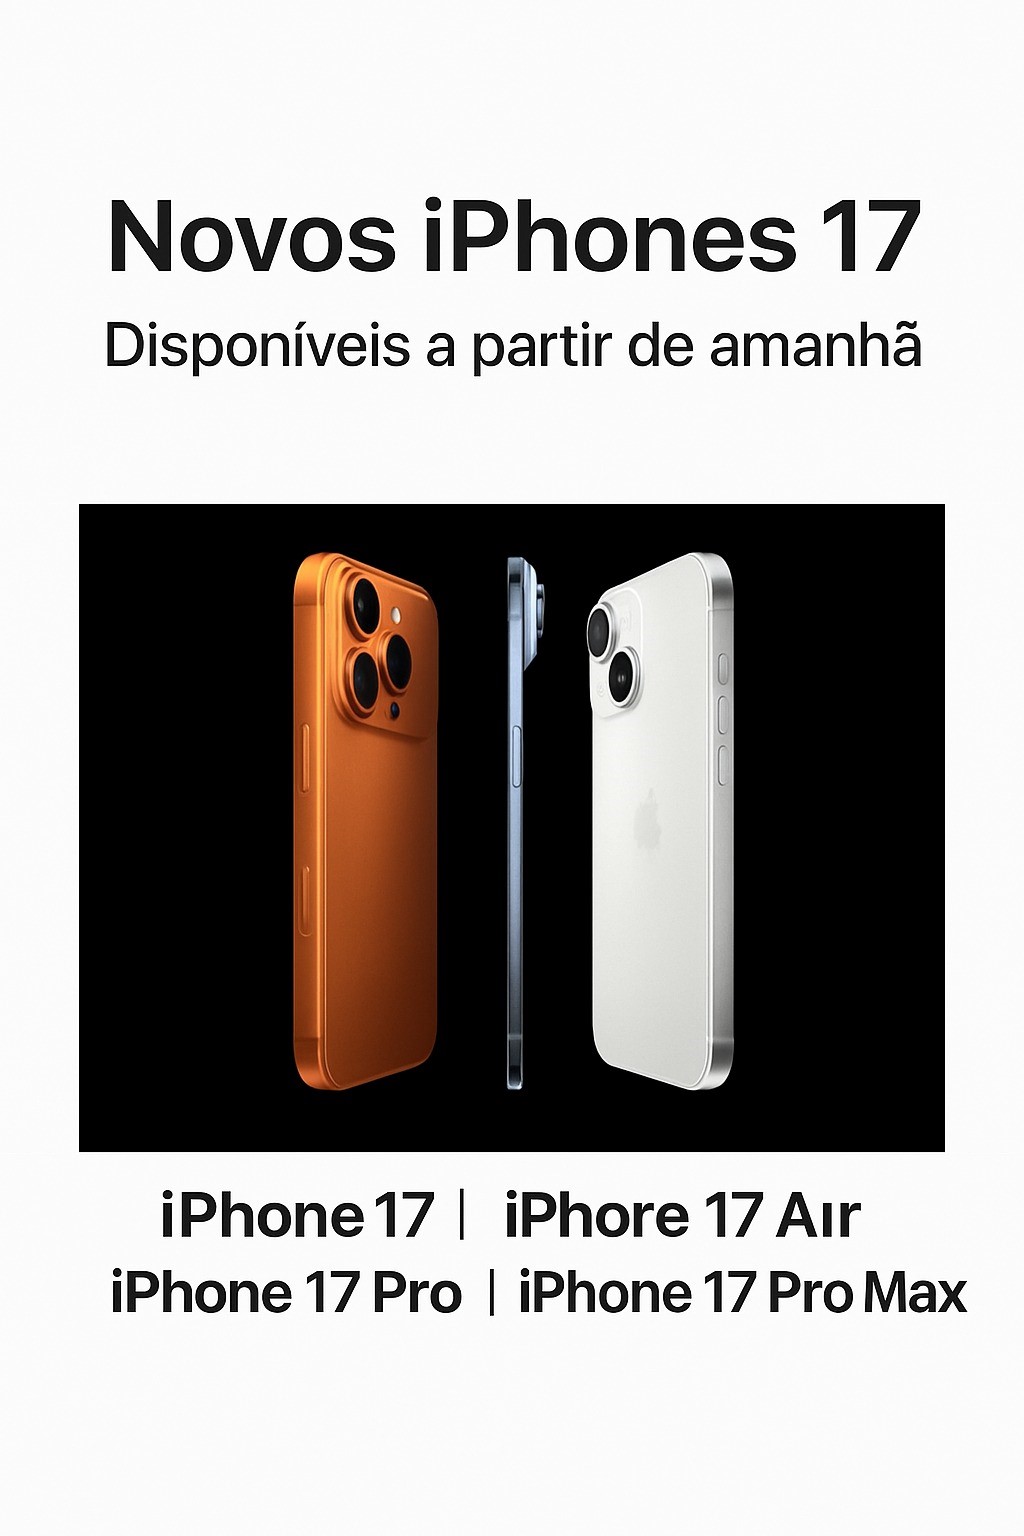 Novos iPhones 17
Disponíveis a partir de amanhã
iPhone 17 | iPhore 17 Aır
iPhone 17 Pro | iPhone 17 Pro Max